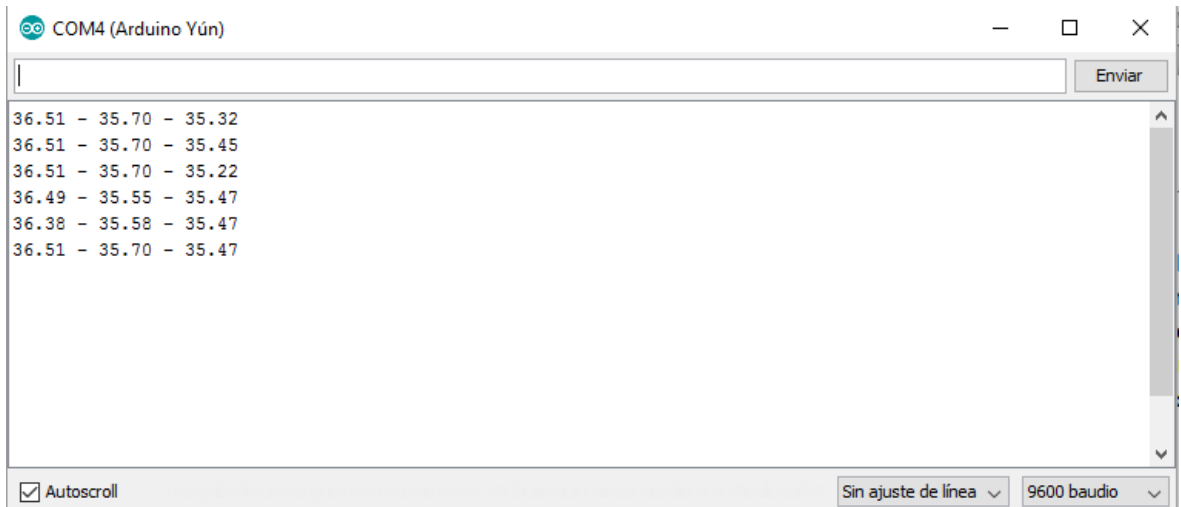 COM4 (Arduino Yún)
Enviar
36.51 - 35.70 - 35.32
36.51 - 35.70 - 35.45
36.51 - 35.70 - 35.22
36.49 - 35.55 - 35.47
36.38 - 35.58 - 35.47
36.51 - 35.70 - 35.47
Autoscroll
Sin ajuste de línea
9600 baudio